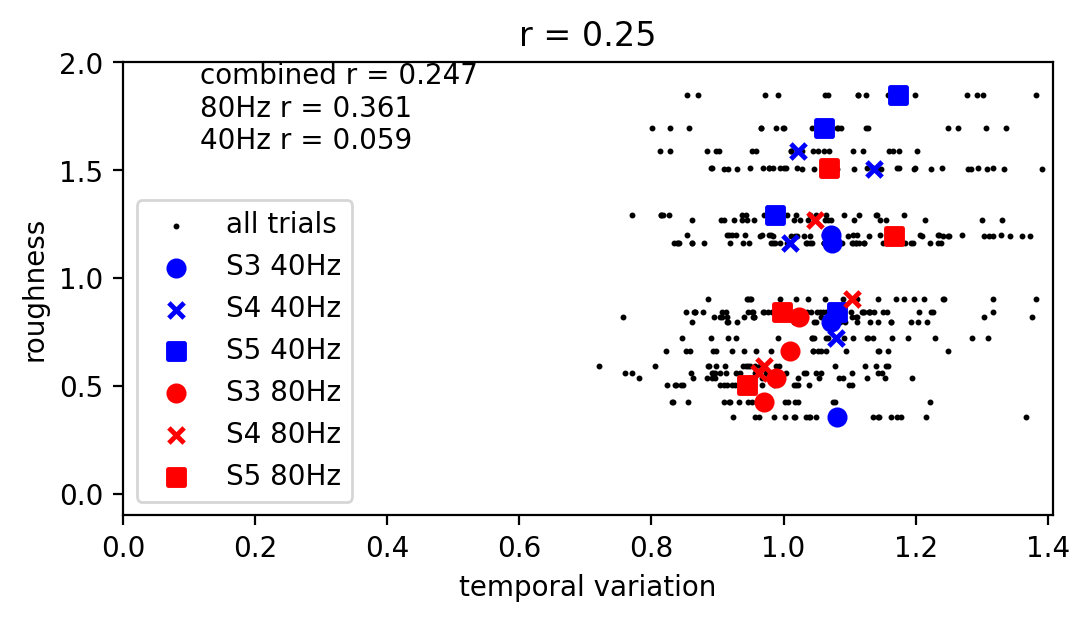 r = 0.25
combined r = 0.247
80Hz r = 0.361
40Hz r = 0.059
all trials
S3 40Hz
S4 40Hz
S5 40Hz
S3 80Hz
S4 80Hz
S5 80Hz
roughness
2.0
1.5
1.0
0.5
0.0
0.0 0.2 0.4 0.6 0.8 1.0 1.2 1.4
temporal variation